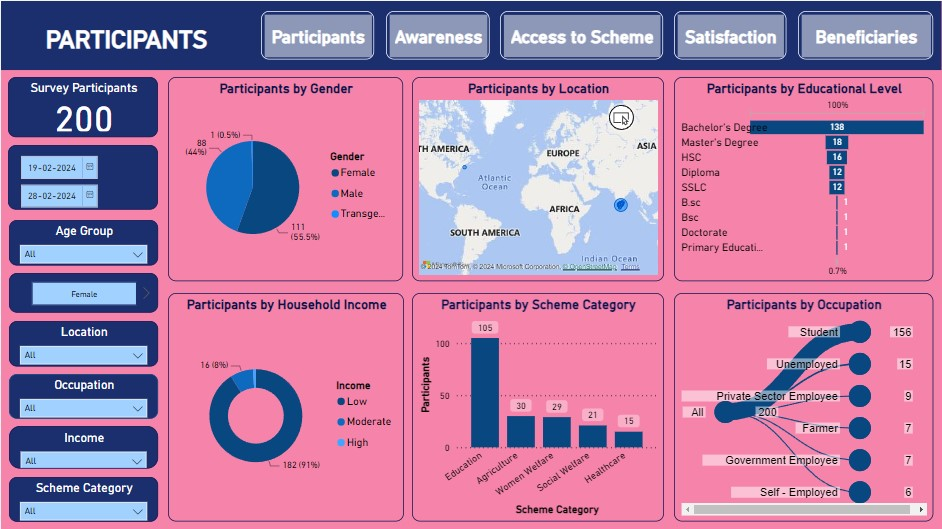 PARTICIPANTS
Participants
Awareness
Access to Scheme
Satisfaction
Beneficiaries
Survey Participants
200
19-02-2024
28-02-2024
Age Group
All
Female
Location
All
Occupation
All
Income
All
Scheme Category
All
Participants by Gender
1 (0.5%)
88
(44%)
111
(55.5%)
Gender
Female
Male
Transge...
Participants by Location
TH AMERICA
EUROPE
ASIA
Atlantic
Ocean
AFRICA
SOUTH AMERICA
Indian Ocean
© 2024 TomTom, © 2024 Microsoft Corporation, © OpenStreetMap Terms
Participants by Educational Level
100%
Bachelor's Degree 138
Master's Degree 18
HSC 16
Diploma 12
SSLC 12
B.sc 1
Bsc 1
Doctorate 1
Primary Educati... 1
0.7%
Participants by Household Income
16 (8%)
182 (91%)
Income
Low
Moderate
High
Participants by Scheme Category
Participants
100
50
0
105
30
29
21
15
Education
Agriculture
Women Welfare
Social Welfare
Healthcare
Scheme Category
Participants by Occupation
All 200
Student 156
Unemployed 15
Private Sector Employee 9
Farmer 7
Government Employee 7
Self - Employed 6